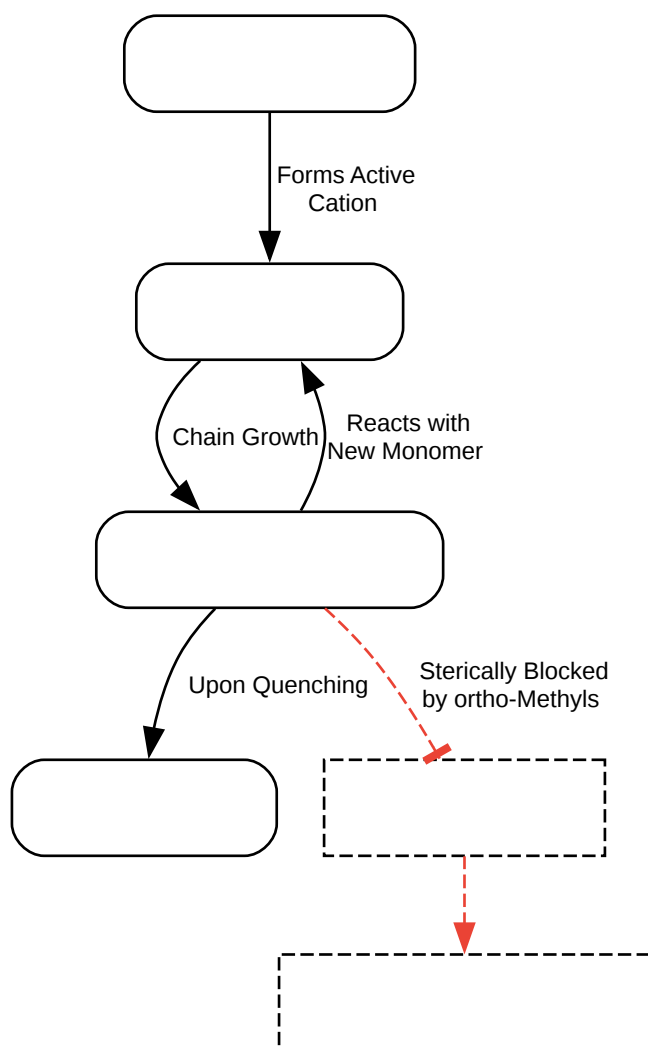 Forms Active
Cation
Chain Growth
Reacts with
New Monomer
Upon Quenching
Sterically Blocked
by ortho-Methyls